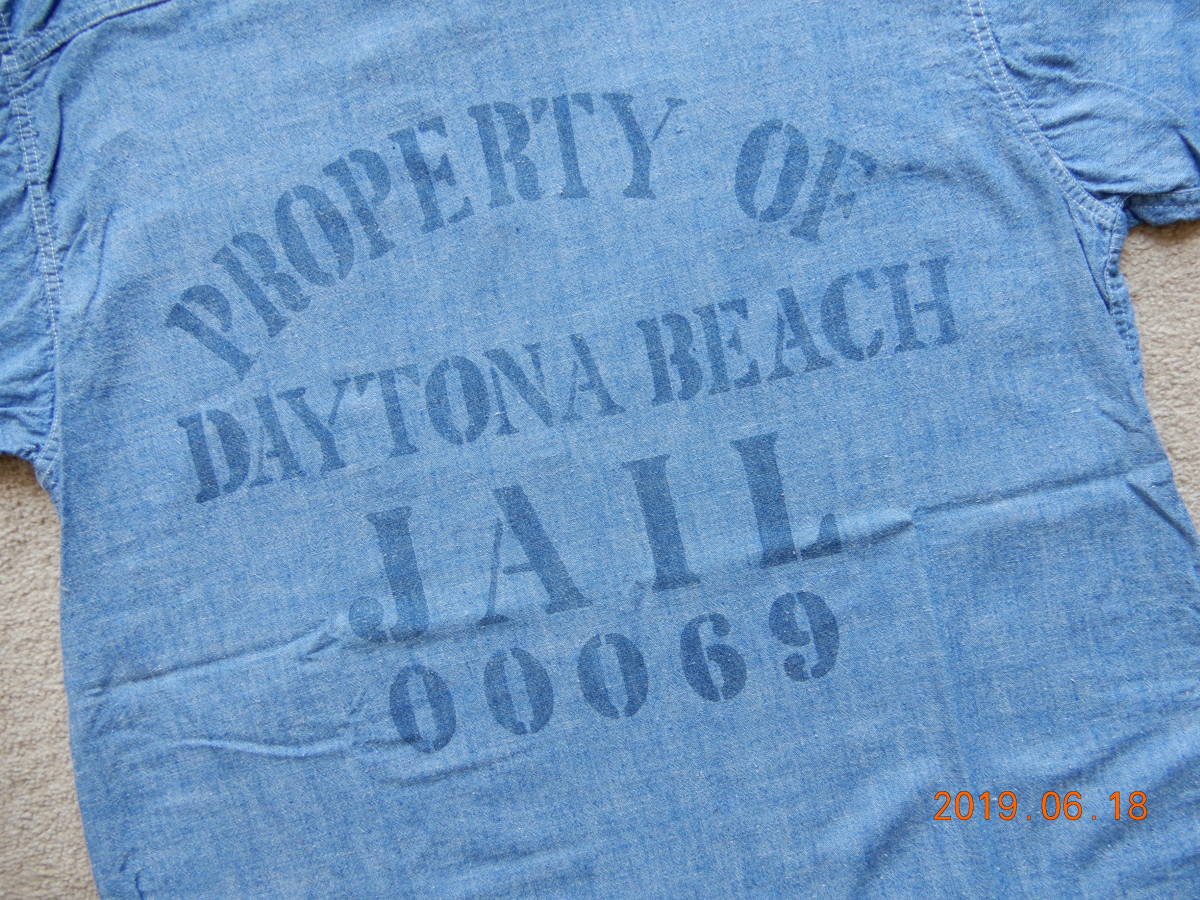 PROPERTY OF
DAYTONA BEACH
JAIL
00069
2019.06.18